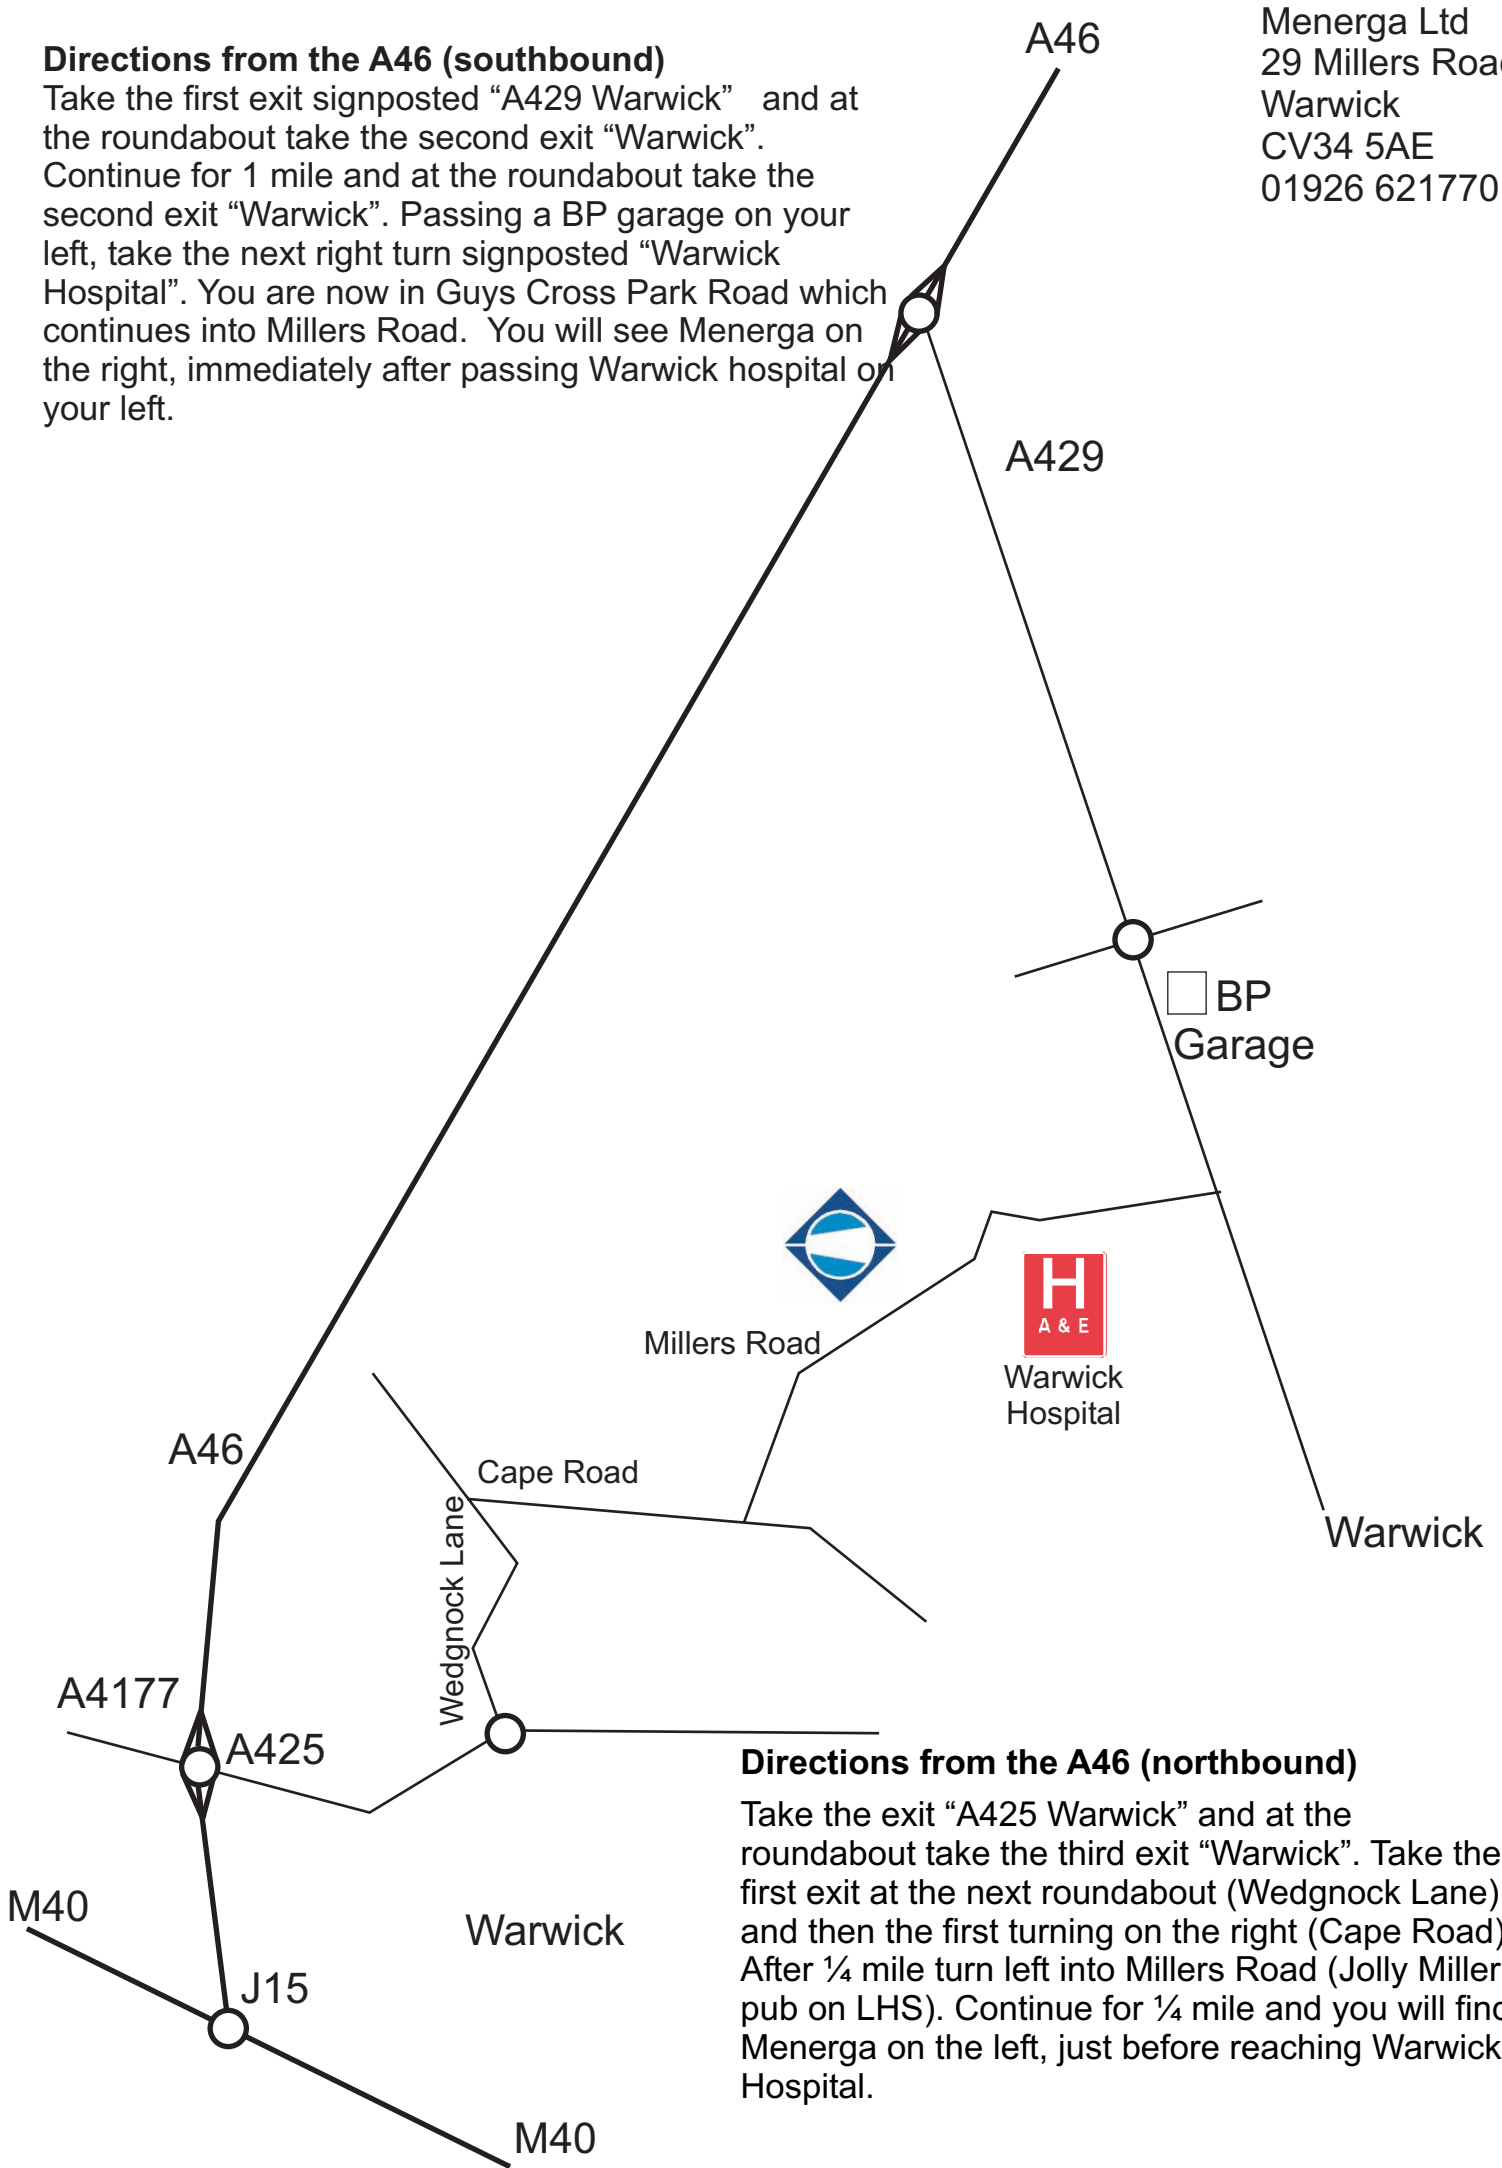 Directions from the A46 (southbound)
Take the first exit signposted “A429 Warwick” and at
the roundabout take the second exit “Warwick”.
Continue for 1 mile and at the roundabout take the
second exit “Warwick”. Passing a BP garage on your
left, take the next right turn signposted “Warwick
Hospital”. You are now in Guys Cross Park Road which
continues into Millers Road. You will see Menerga on
the right, immediately after passing Warwick hospital on
your left.
A46
Menerga Ltd
29 Millers Road
Warwick
CV34 5AE
01926 621770
A429
BP
Garage
H
A & E
Warwick
Hospital
Millers Road
A46
Cape Road
Wedgnock Lane
Warwick
A4177
A425
M40
Warwick
J15
M40
Directions from the A46 (northbound)
Take the exit “A425 Warwick” and at the
roundabout take the third exit “Warwick”. Take the
first exit at the next roundabout (Wedgnock Lane)
and then the first turning on the right (Cape Road)
After ¼ mile turn left into Millers Road (Jolly Miller
pub on LHS). Continue for ¼ mile and you will find
Menerga on the left, just before reaching Warwick
Hospital.